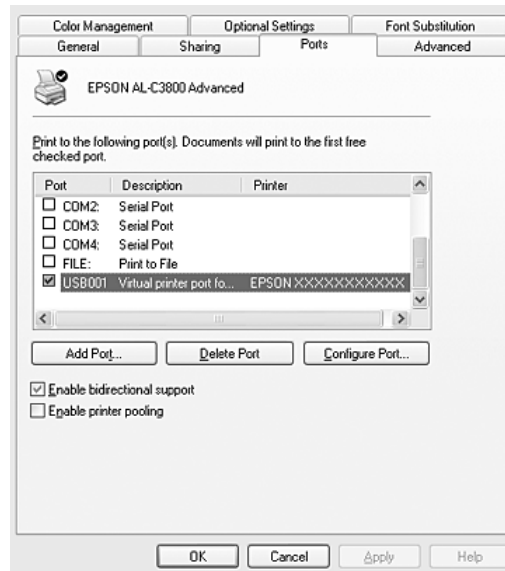 Color Management Optional Settings Font Substitution
General Sharing Ports Advanced
EPSON AL-C3800 Advanced
Print to the following port(s). Documents will print to the first free
checked port.
Port Description Printer
COM2: Serial Port
COM3: Serial Port
COM4: Serial Port
FILE: Print to File
USB001 Virtual printer port fo... EPSON XXXXXXXXXXX
Add Port... Delete Port Configure Port...
Enable bidirectional support
Enable printer pooling
OK Cancel Apply Help